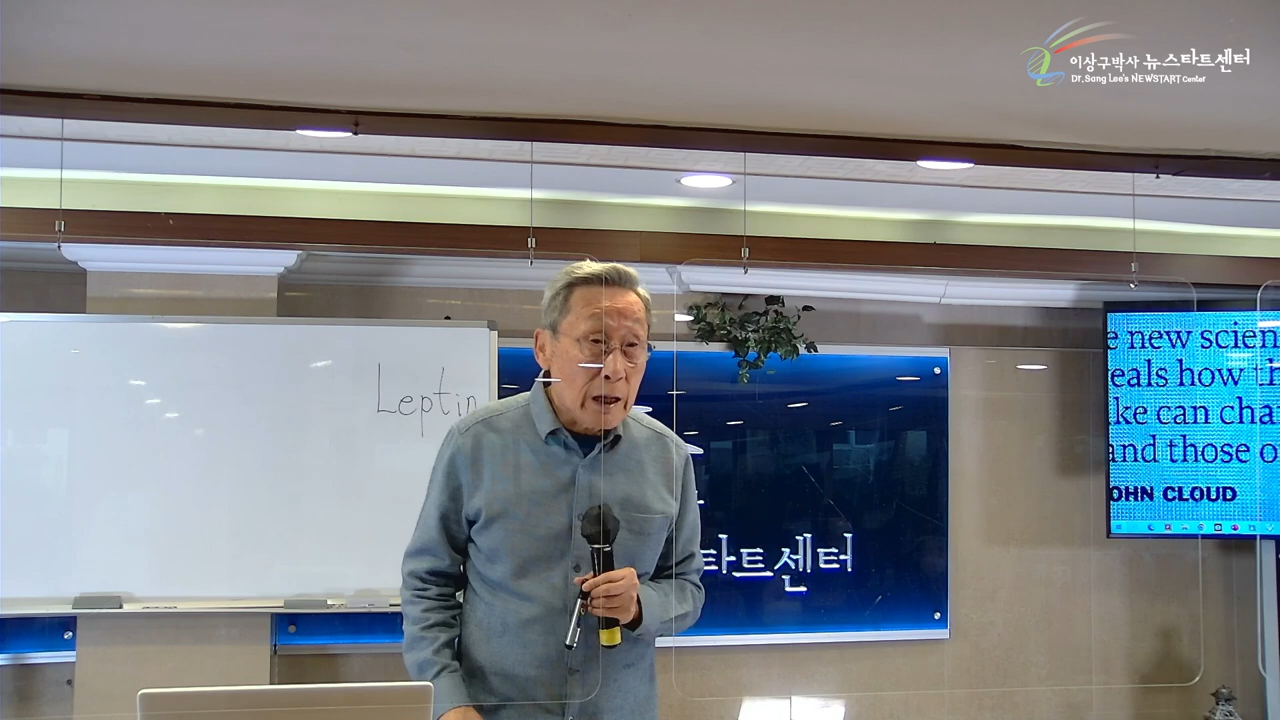 이상구박사 뉴스타트센터
Dr. Sang Lee's NEWSTART Center
Leptin
e new scien
eals how th
ke can cha
and those o
OHN CLOUD
타트센터